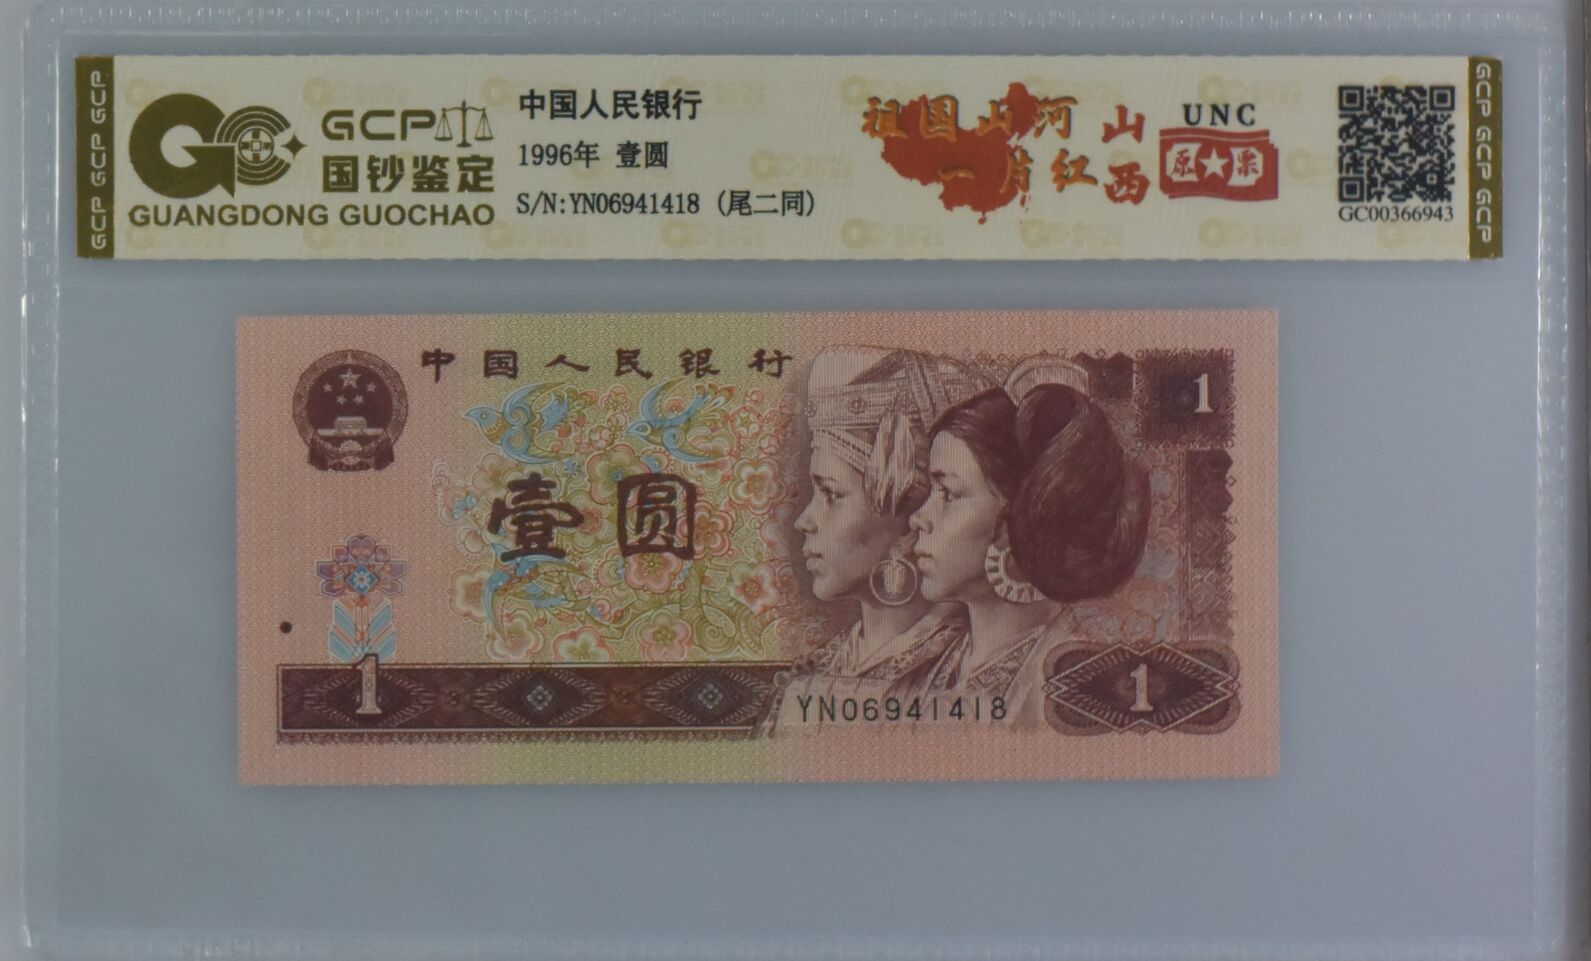 GCP GCP GCP
GCP
国钞鉴定
GUANGDONG GUOCHAO
中国人民银行
1996年 壹圆
S/N:YN06941418 (尾二同)
祖国山河
一片红
山西
UNC
原票
GC00366943
GCP GCP GCP
中国人民银行
1
壹圆
1
YN06941418
1